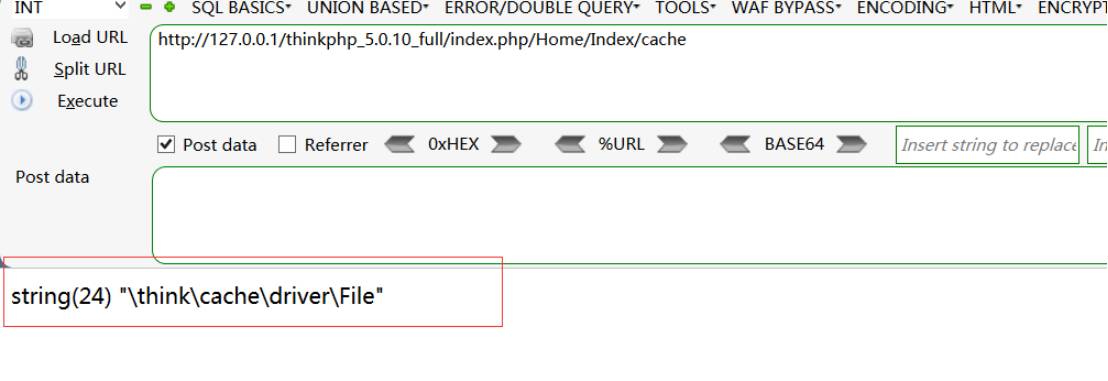 INT SQL BASICS UNION BASED ERROR/DOUBLE QUERY TOOLS WAF BYPASS ENCODING HTML ENCRYPT
Load URL http://127.0.0.1/thinkphp_5.0.10_full/index.php/Home/Index/cache
Split URL
Execute
Post data Referrer 0xHEX %URL BASE64 Insert string to replace In
Post data
string(24) "\think\cache\driver\File"